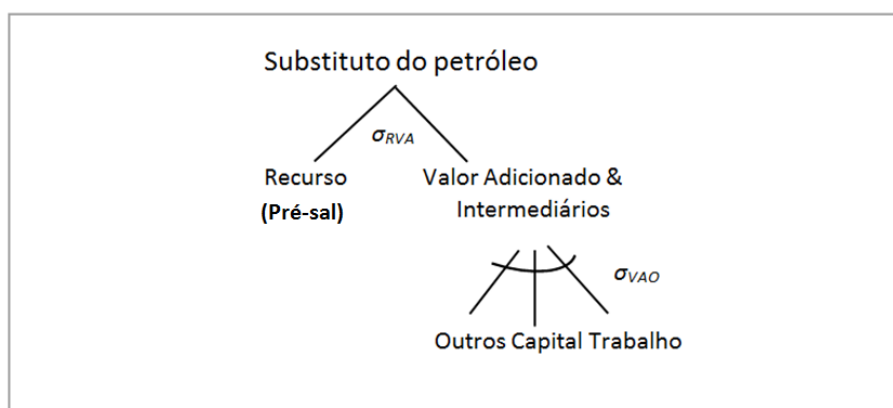 Substituto do petróleo
σRVA
Recurso
(Pré-sal)
Valor Adicionado &
Intermediários
σVAO
Outros Capital Trabalho